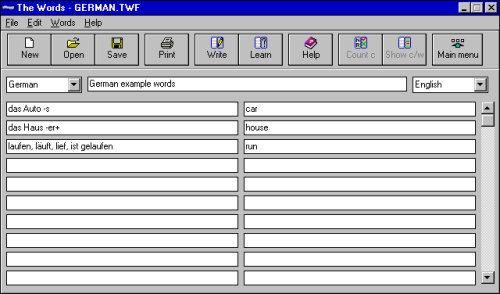 The Words - GERMAN.TWF
File Edit Words Help
New Open Save Print Write Learn Help Count c Show c/w Main menu
German German example words English
das Auto -s car
das Haus -er+ house
laufen, läuft, lief, ist gelaufen run